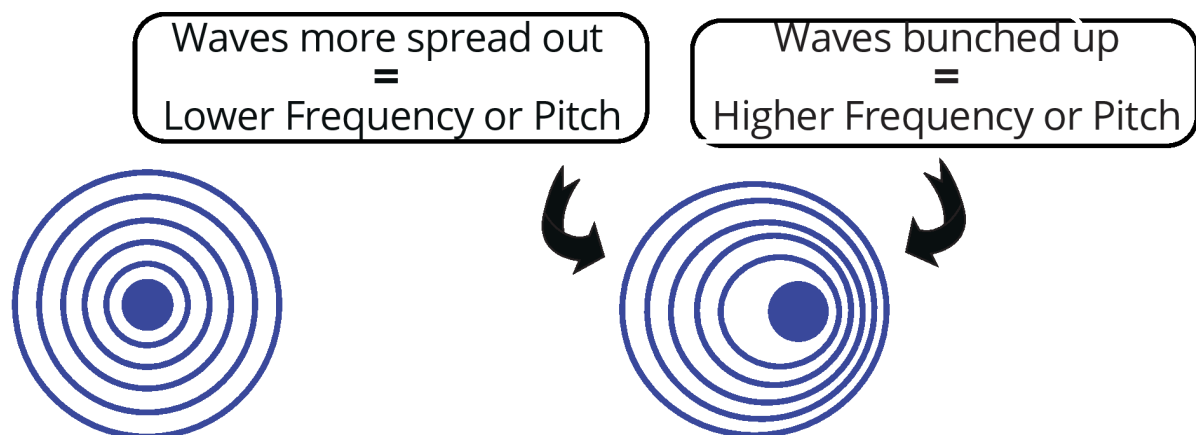 Waves more spread out
=
Lower Frequency or Pitch
Waves bunched up
=
Higher Frequency or Pitch